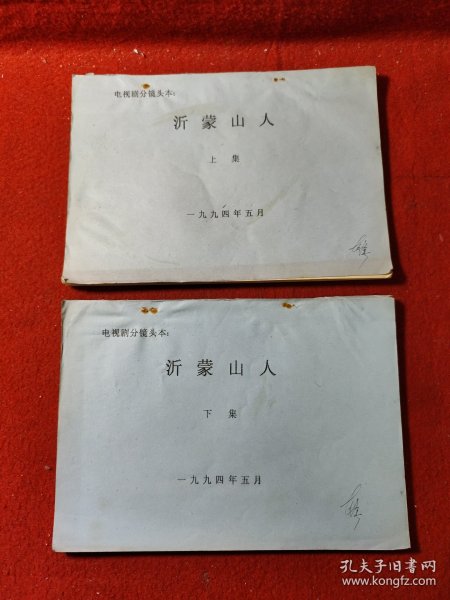 电视剧分镜头本:
沂蒙山人
上集
一九九四年五月
电视剧分镜头本:
沂蒙山人
下集
一九九四年五月
孔夫子旧书网
www.kongfz.com